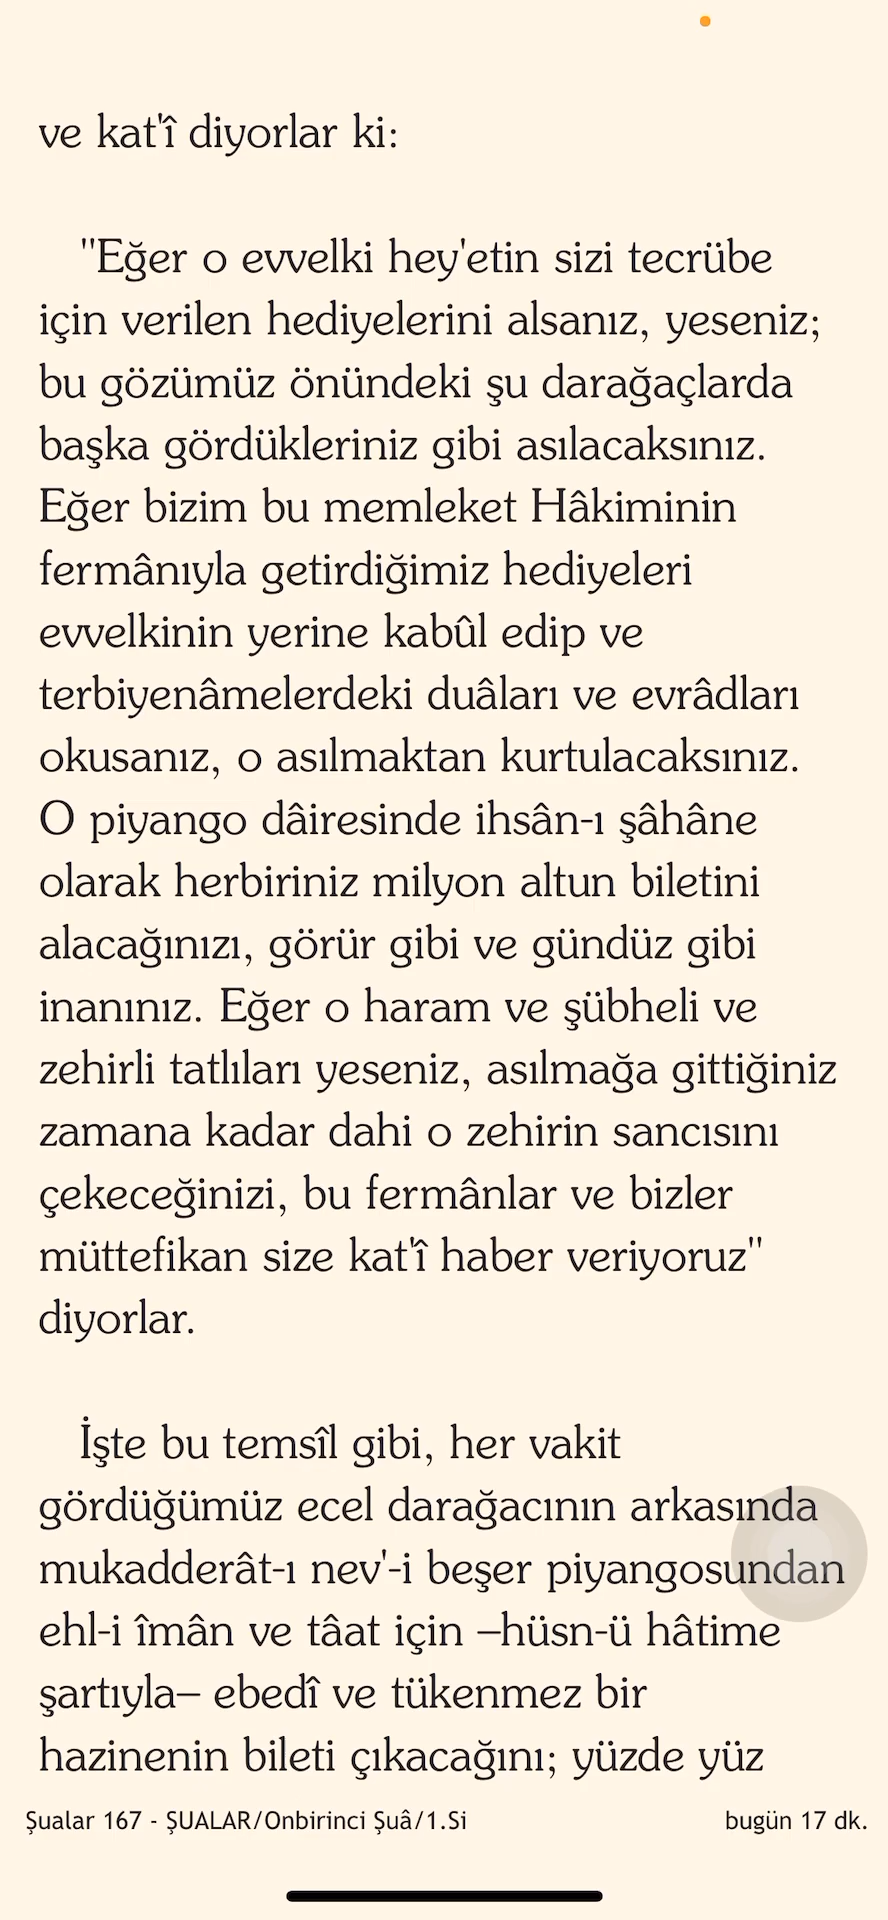 ve kat'î diyorlar ki:
"Eğer o evvelki hey'etin sizi tecrübe
için verilen hediyelerini alsanız, yeseniz;
bu gözümüz önündeki şu darağaçlarda
başka gördükleriniz gibi asılacaksınız.
Eğer bizim bu memleket Hâkiminin
fermânıyla getirdiğimiz hediyeleri
evvelkinin yerine kabûl edip ve
terbiyenâmelerdeki duâları ve evrâdları
okusanız, o asılmaktan kurtulacaksınız.
O piyango dâiresinde ihsân-ı şâhâne
olarak herbiriniz milyon altun biletini
alacağınızı, görür gibi ve gündüz gibi
inanınız. Eğer o haram ve şübheli ve
zehirli tatlıları yeseniz, asılmağa gittiğiniz
zamana kadar dahi o zehirin sancısını
çekeceğinizi, bu fermânlar ve bizler
müttefikan size kat'î haber veriyoruz"
diyorlar.
İşte bu temsîl gibi, her vakit
gördüğümüz ecel darağacının arkasında
mukadderât-ı nev'-i beşer piyangosundan
ehl-i îmân ve tâat için –hüsn-ü hâtime
şartıyla– ebedî ve tükenmez bir
hazinenin bileti çıkacağını; yüzde yüz
Şualar 167 - ŞUALAR/Onbirinci Şuâ/1.Si bugün 17 dk.